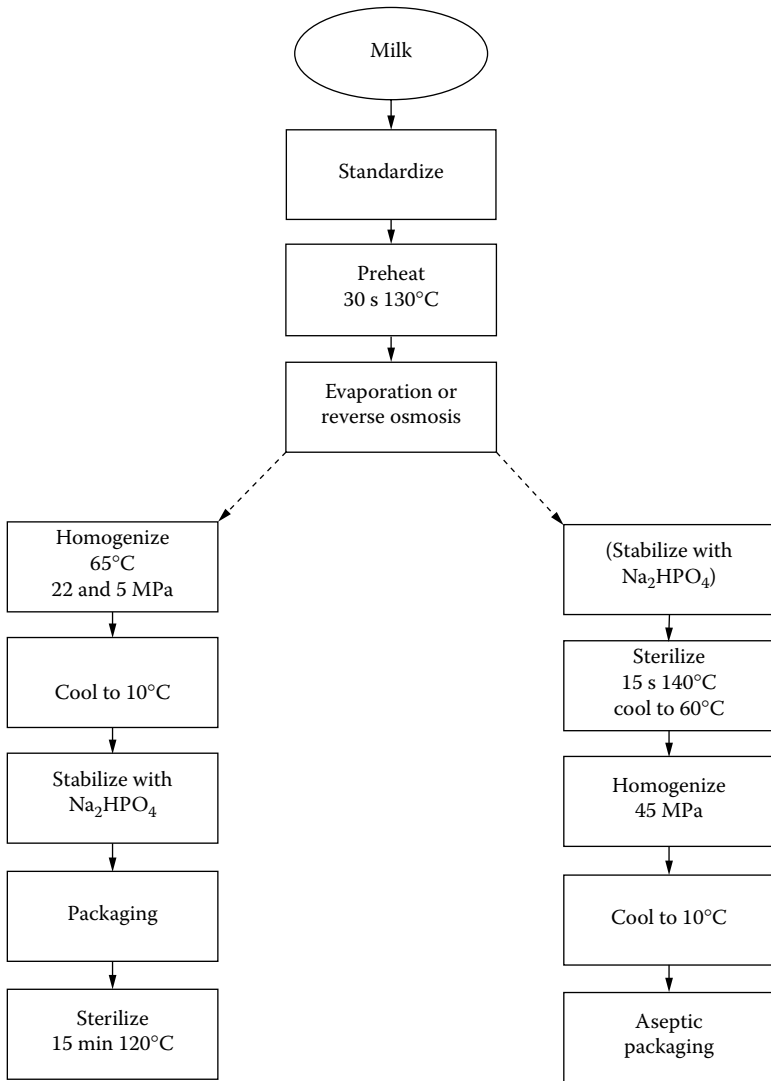 Milk
Standardize
Preheat
30 s 130°C
Evaporation or
reverse osmosis
Homogenize
65°C
22 and 5 MPa
Cool to 10°C
Stabilize with
Na₂HPO₄
Packaging
Sterilize
15 min 120°C
(Stabilize with
Na₂HPO₄)
Sterilize
15 s 140°C
cool to 60°C
Homogenize
45 MPa
Cool to 10°C
Aseptic
packaging